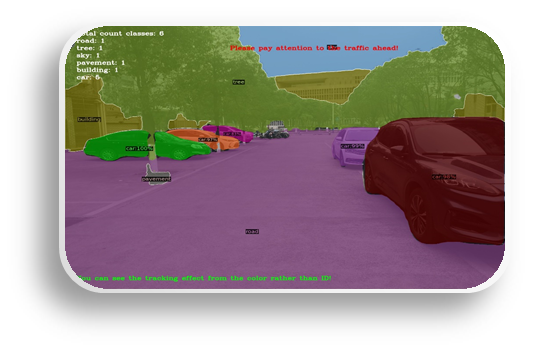 Total count classes: 6
road: 1
Please pay attention to the traffic ahead!
tree: 1
sky: 1
pavement: 1
building: 1
car: 6
tree
building
car:100%
car:99%
pavement
road
You can see the tracking effect from the color rather than ID!